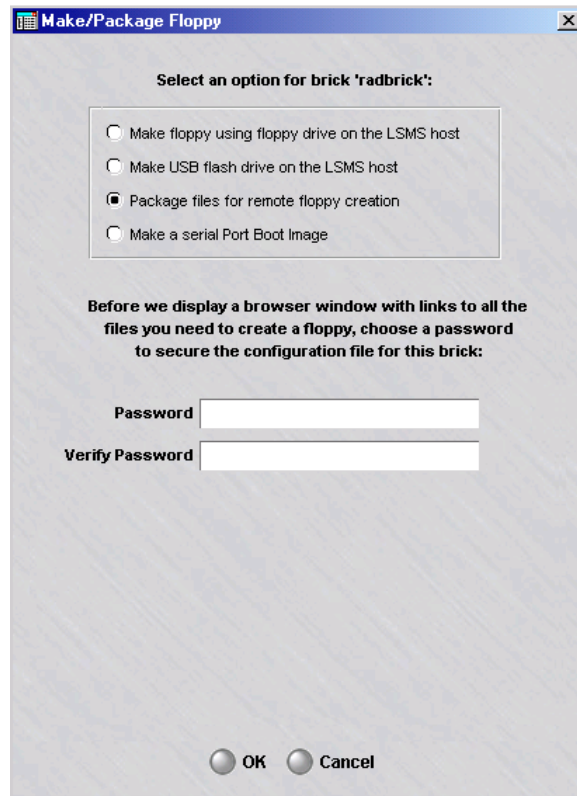 Make/Package Floppy
Select an option for brick 'radbrick':
Make floppy using floppy drive on the LSMS host
Make USB flash drive on the LSMS host
Package files for remote floppy creation
Make a serial Port Boot Image
Before we display a browser window with links to all the
files you need to create a floppy, choose a password
to secure the configuration file for this brick:
Password
Verify Password
OK Cancel